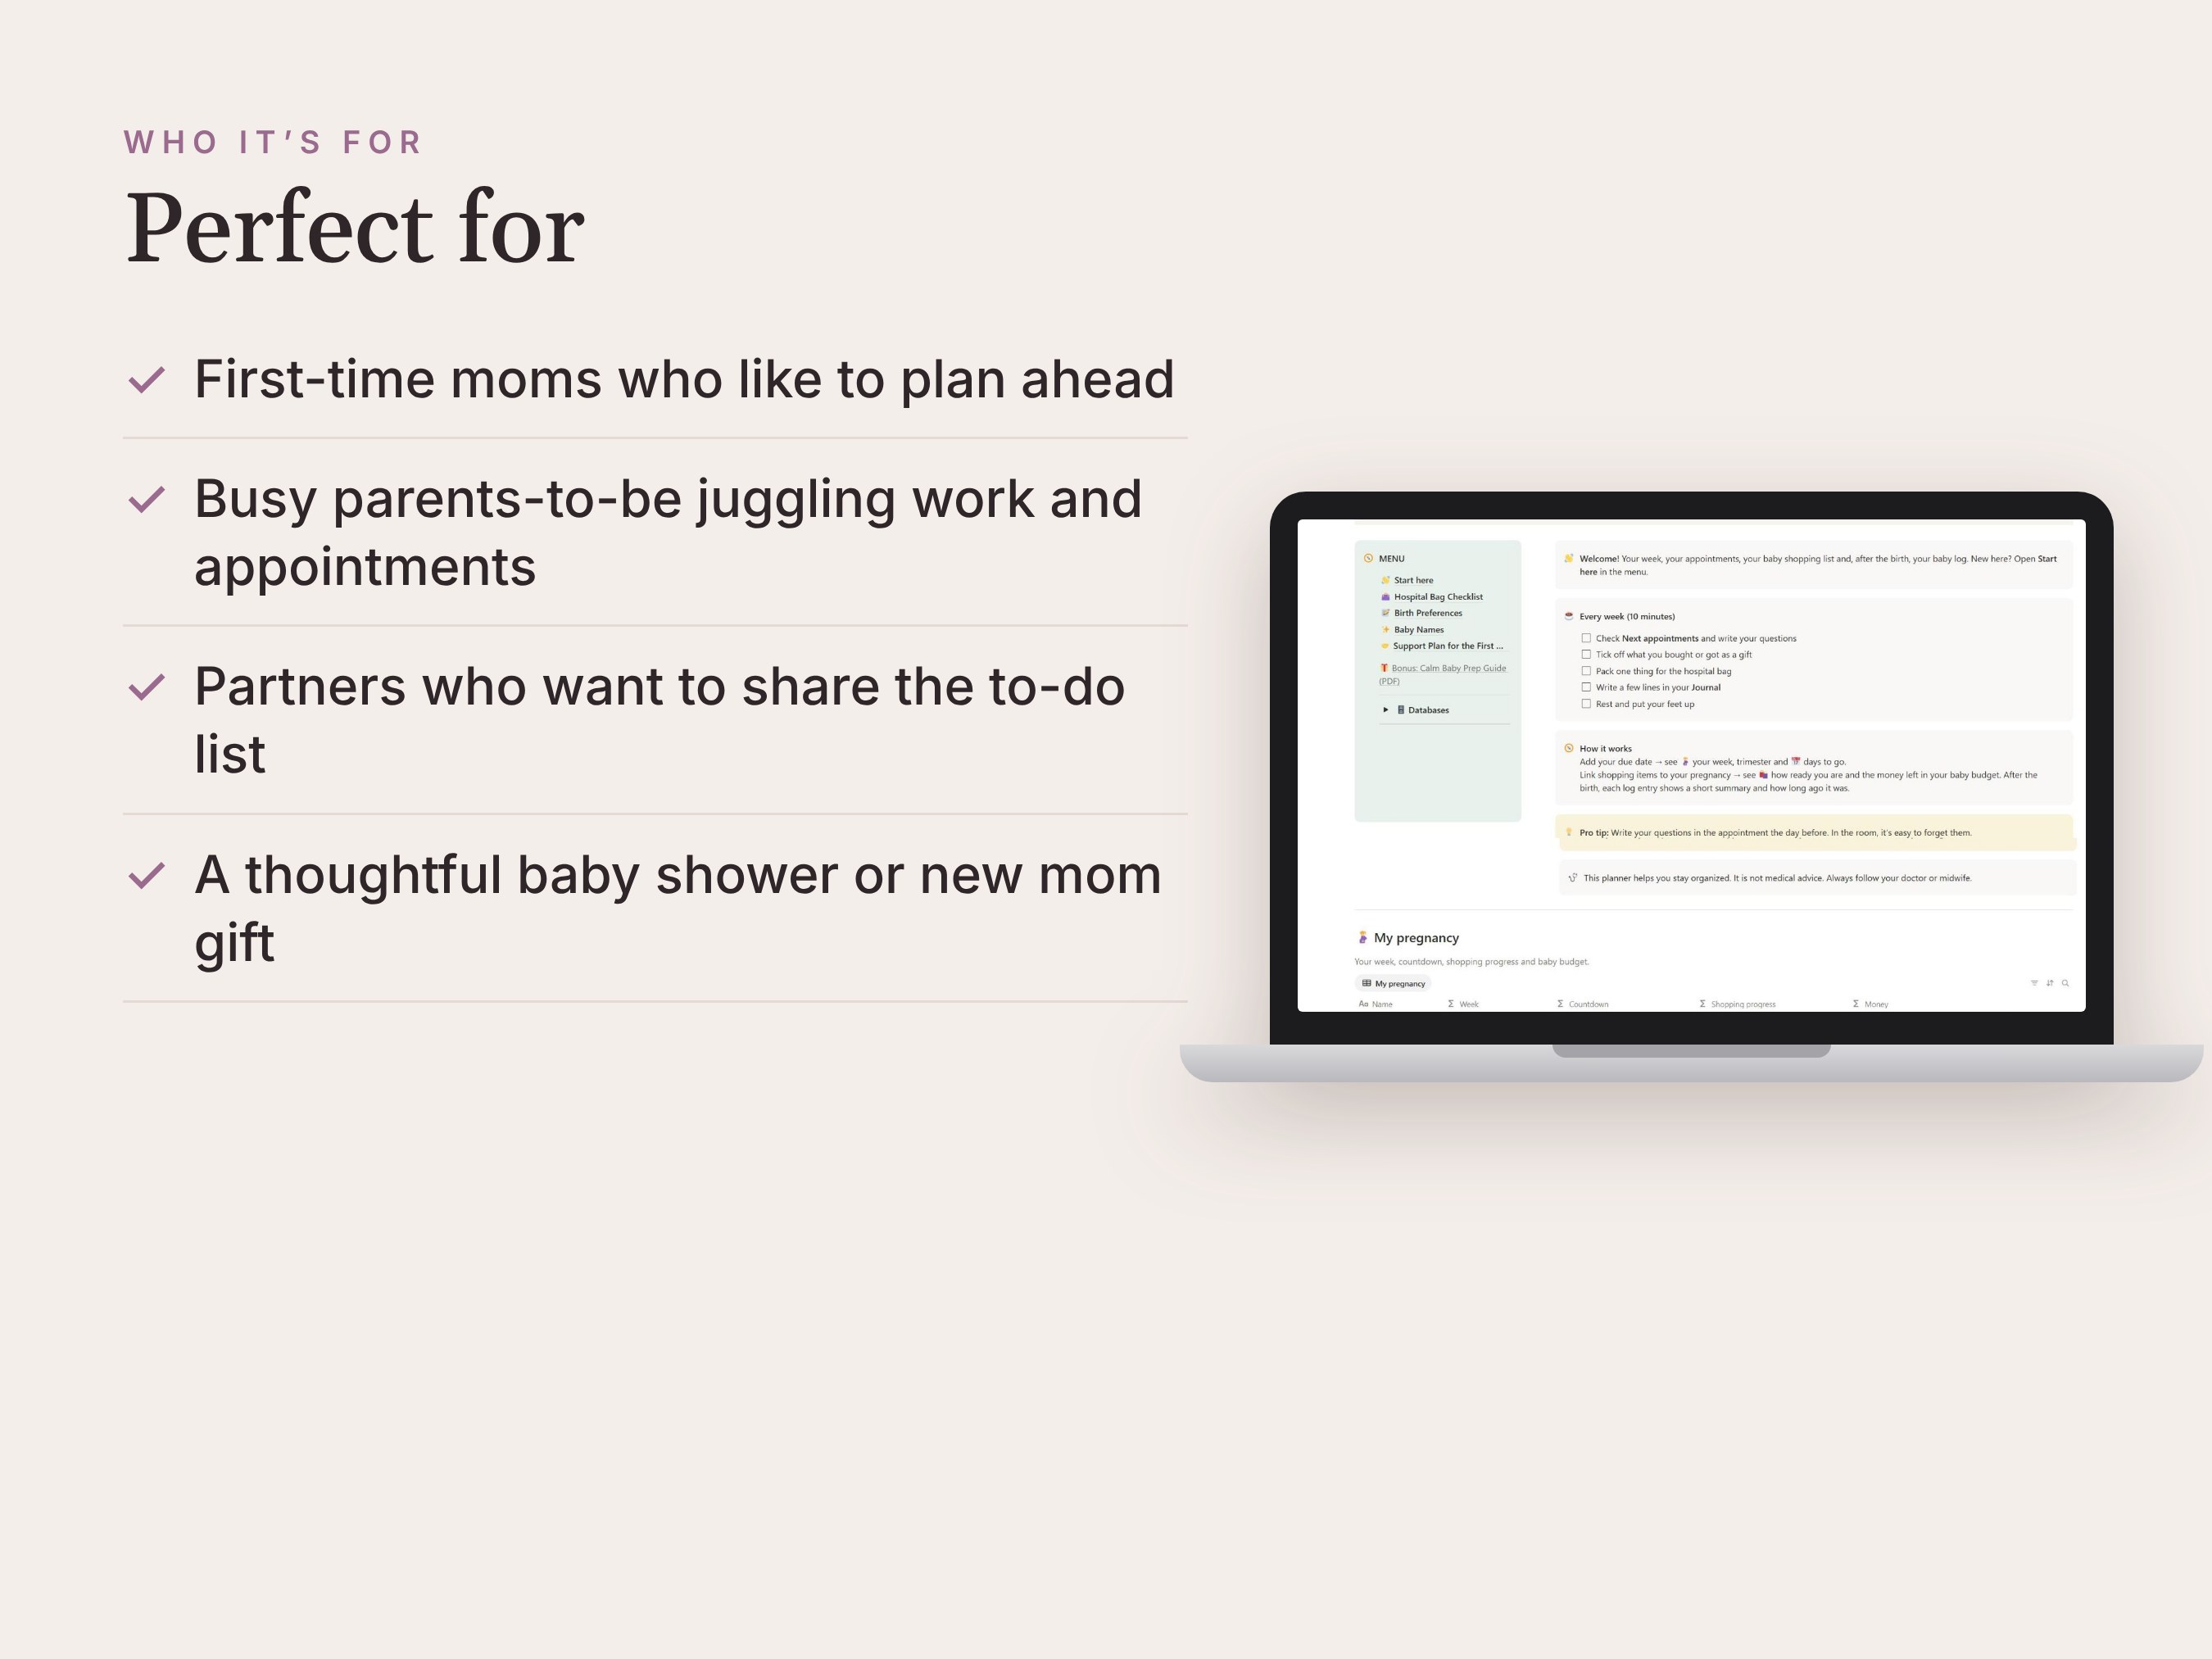 WHO IT’S FOR
Perfect for
First-time moms who like to plan ahead
Busy parents-to-be juggling work and
appointments
Partners who want to share the to-do
list
A thoughtful baby shower or new mom
gift
MENU
Start here
Hospital Bag Checklist
Birth Preferences
Baby Names
Support Plan for the First ...
Bonus: Calm Baby Prep Guide
(PDF)
Databases
Welcome! Your week, your appointments, your baby shopping list and, after the birth, your baby log. New here? Open Start
here in the menu.
Every week (10 minutes)
Check Next appointments and write your questions
Tick off what you bought or got as a gift
Pack one thing for the hospital bag
Write a few lines in your Journal
Rest and put your feet up
How it works
Add your due date → see your week, trimester and days to go.
Link shopping items to your pregnancy → see how ready you are and the money left in your baby budget. After the
birth, each log entry shows a short summary and how long ago it was.
Pro tip: Write your questions in the appointment the day before. In the room, it's easy to forget them.
This planner helps you stay organized. It is not medical advice. Always follow your doctor or midwife.
My pregnancy
Your week, countdown, shopping progress and baby budget.
My pregnancy
Aa Name Σ Week Σ Countdown Σ Shopping progress Σ Money